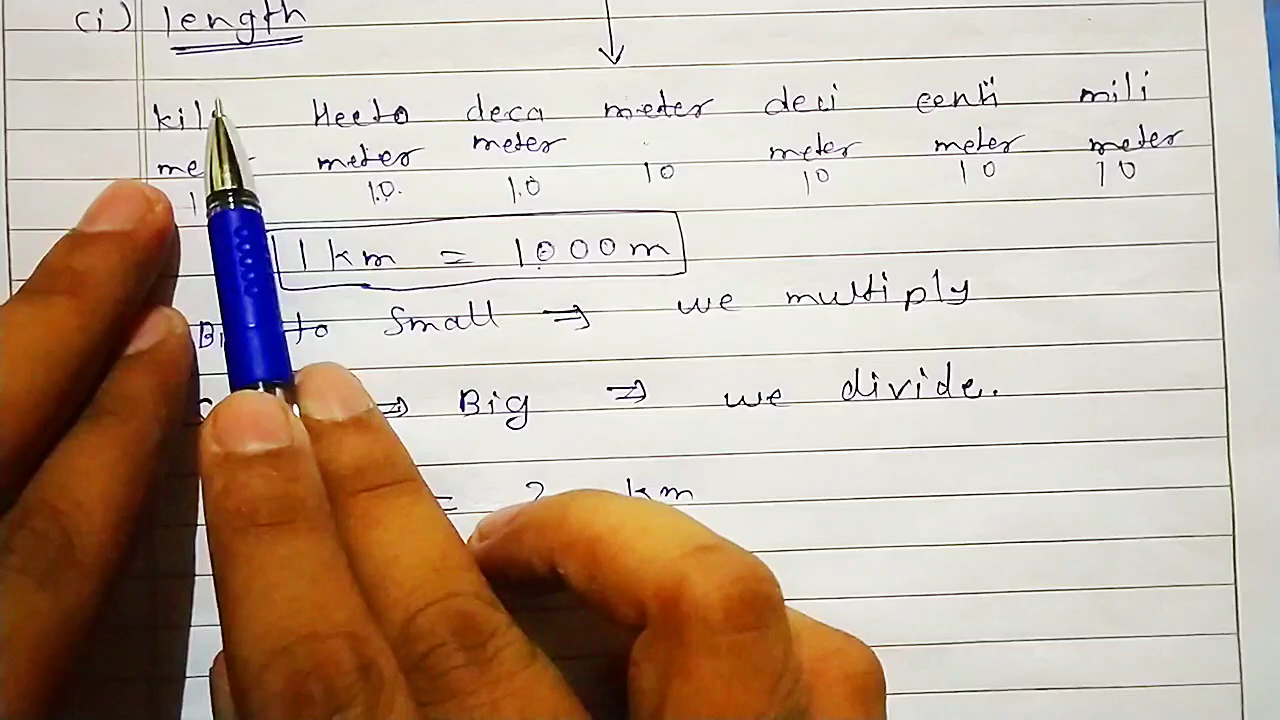 (i) length
Hecto deca meter deci centi mili
meter meter meter meter meter
10 10 10 10 10 10
1 km = 1000 m
to Small ⇒ we multiply
⇒ Big ⇒ we divide.
= ? km